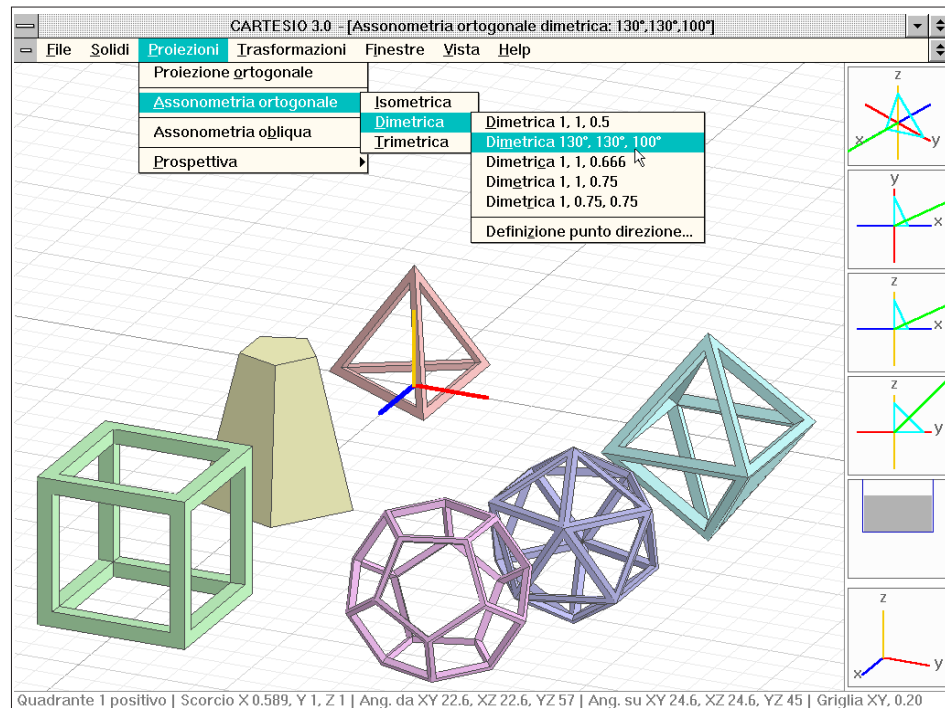 CARTESIO 3.0 - [Assonometria ortogonale dimetrica: 130°,130°,100°]
File Solidi Proiezioni Trasformazioni Finestre Vista Help
Proiezione ortogonale
Assonometria ortogonale
Assonometria obliqua
Prospettiva
Isometrica
Dimetrica
Trimetrica
Dimetrica 1, 1, 0.5
Dimetrica 130°, 130°, 100°
Dimetrica 1, 1, 0.666
Dimetrica 1, 1, 0.75
Dimetrica 1, 0.75, 0.75
Definizione punto direzione...
z
x y
y
x
z
x
z
y
z
x y
Quadrante 1 positivo | Scorcio X 0.589, Y 1, Z 1 | Ang. da XY 22.6, XZ 22.6, YZ 57 | Ang. su XY 24.6, XZ 24.6, YZ 45 | Griglia XY, 0.20